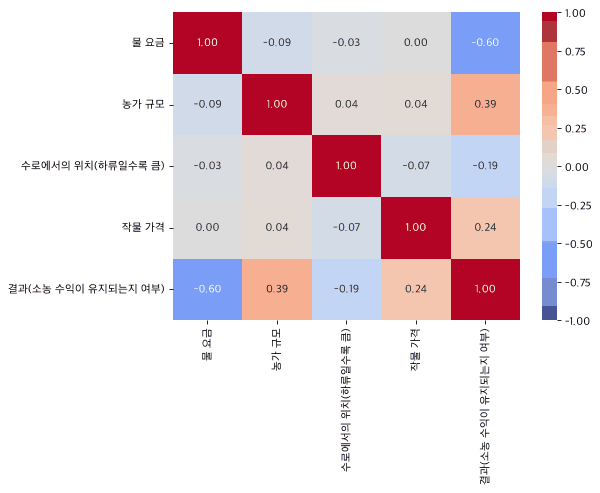 물 요금 1.00 -0.09 -0.03 0.00 -0.60 1.00
농가 규모 -0.09 1.00 0.04 0.04 0.39 0.75
0.50
수로에서의 위치(하류일수록 큼) -0.03 0.04 1.00 -0.07 -0.19 0.25
0.00
작물 가격 0.00 0.04 -0.07 1.00 0.24 -0.25
-0.50
결과(소농 수익이 유지되는지 여부) -0.60 0.39 -0.19 0.24 1.00 -0.75
-1.00
물 요금
농가 규모
수로에서의 위치(하류일수록 큼)
작물 가격
결과(소농 수익이 유지되는지 여부)